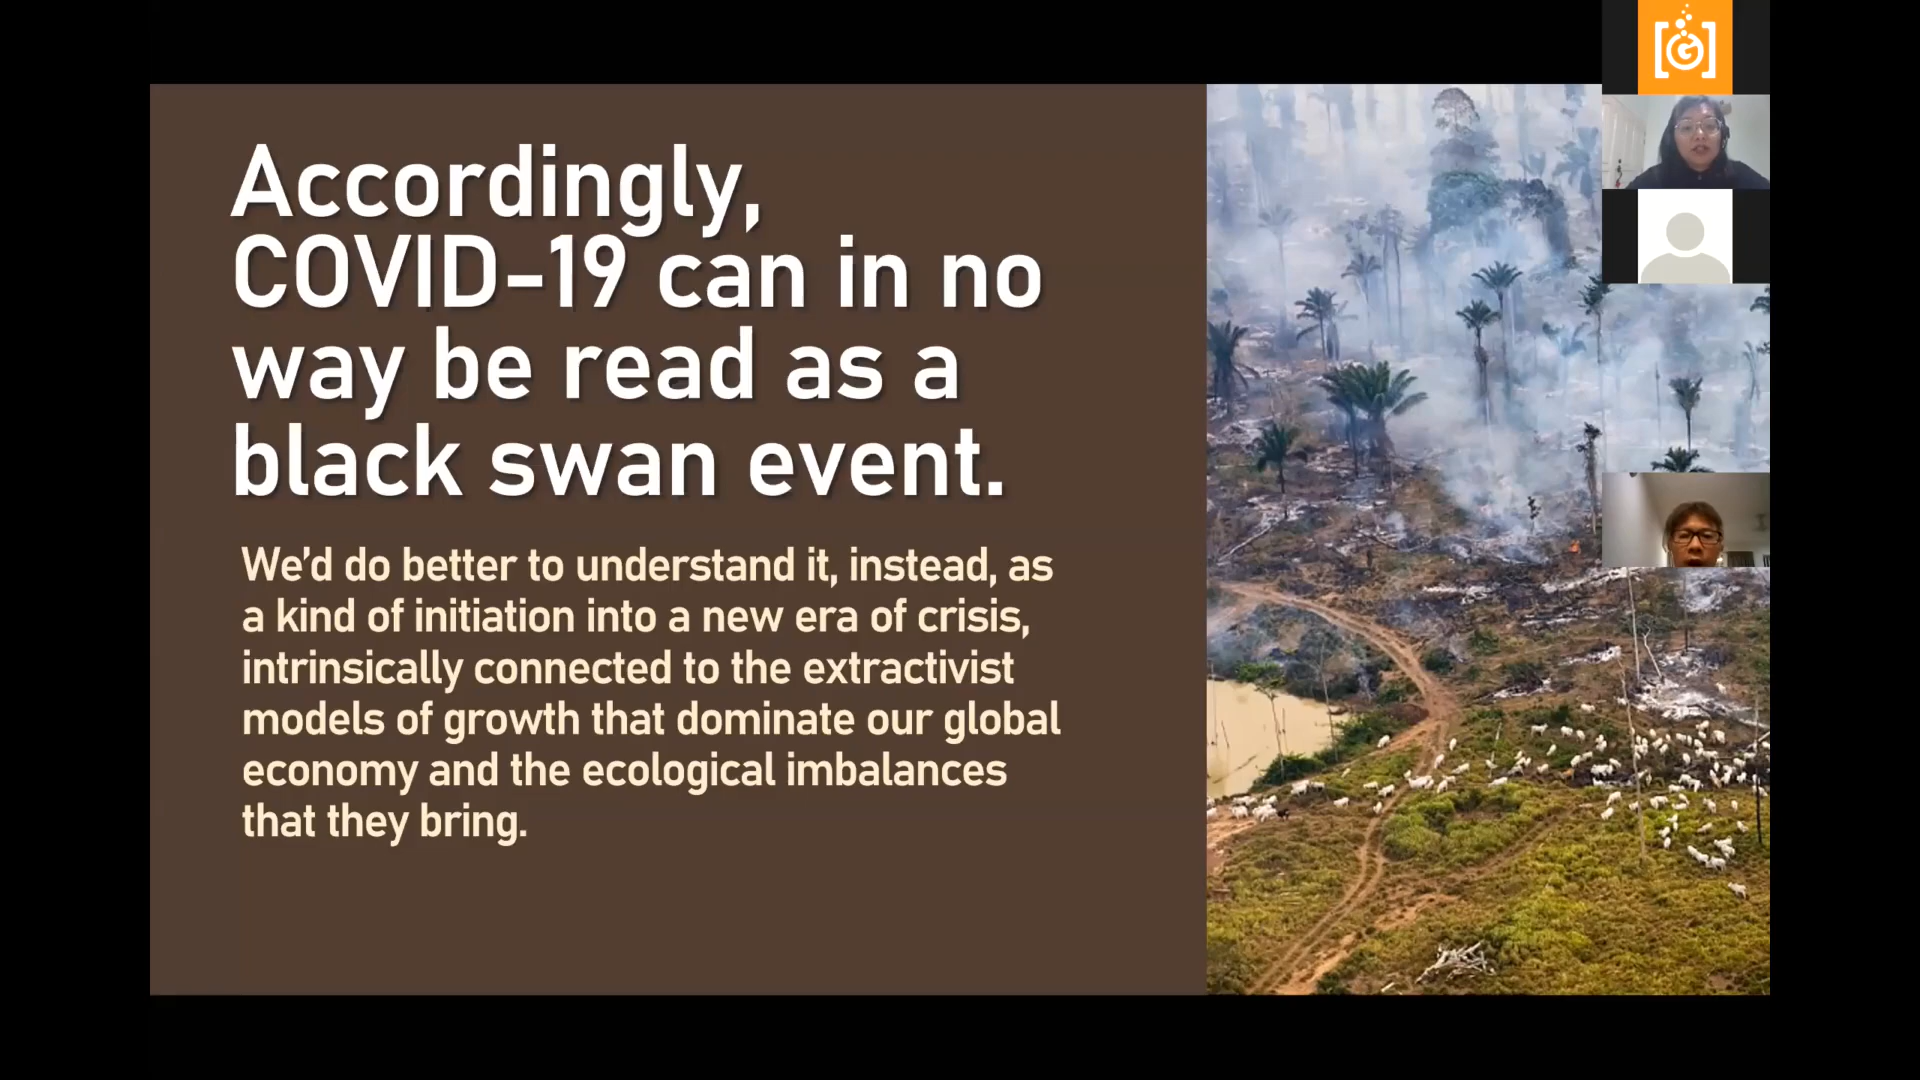 Accordingly,
COVID-19 can in no
way be read as a
black swan event.
We'd do better to understand it, instead, as
a kind of initiation into a new era of crisis,
intrinsically connected to the extractivist
models of growth that dominate our global
economy and the ecological imbalances
that they bring.
[G]